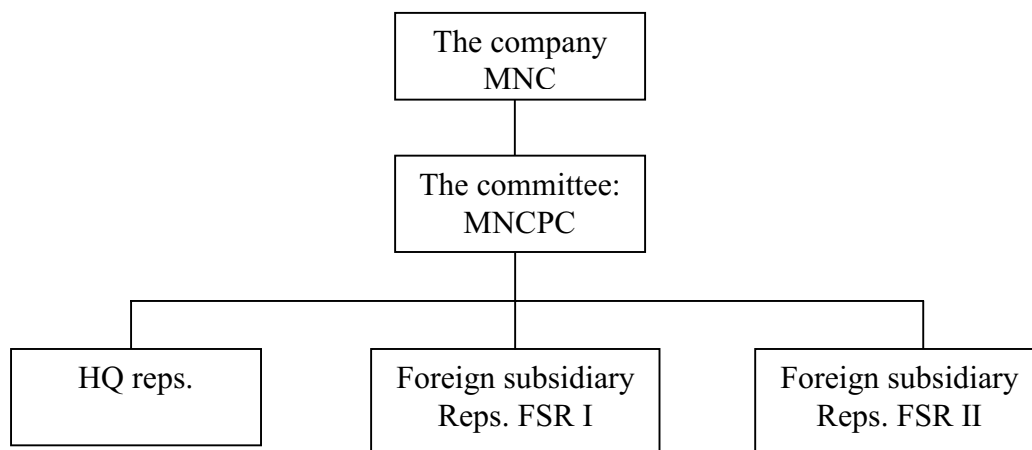 The company
MNC
The committee:
MNCPC
HQ reps.
Foreign subsidiary
Reps. FSR I
Foreign subsidiary
Reps. FSR II